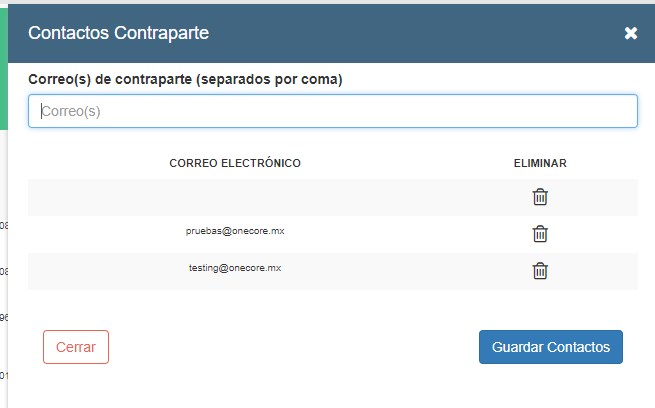 Contactos Contraparte
Correo(s) de contraparte (separados por coma)
Correo(s)
CORREO ELECTRÓNICO ELIMINAR
pruebas@onecore.mx
testing@onecore.mx
Cerrar Guardar Contactos